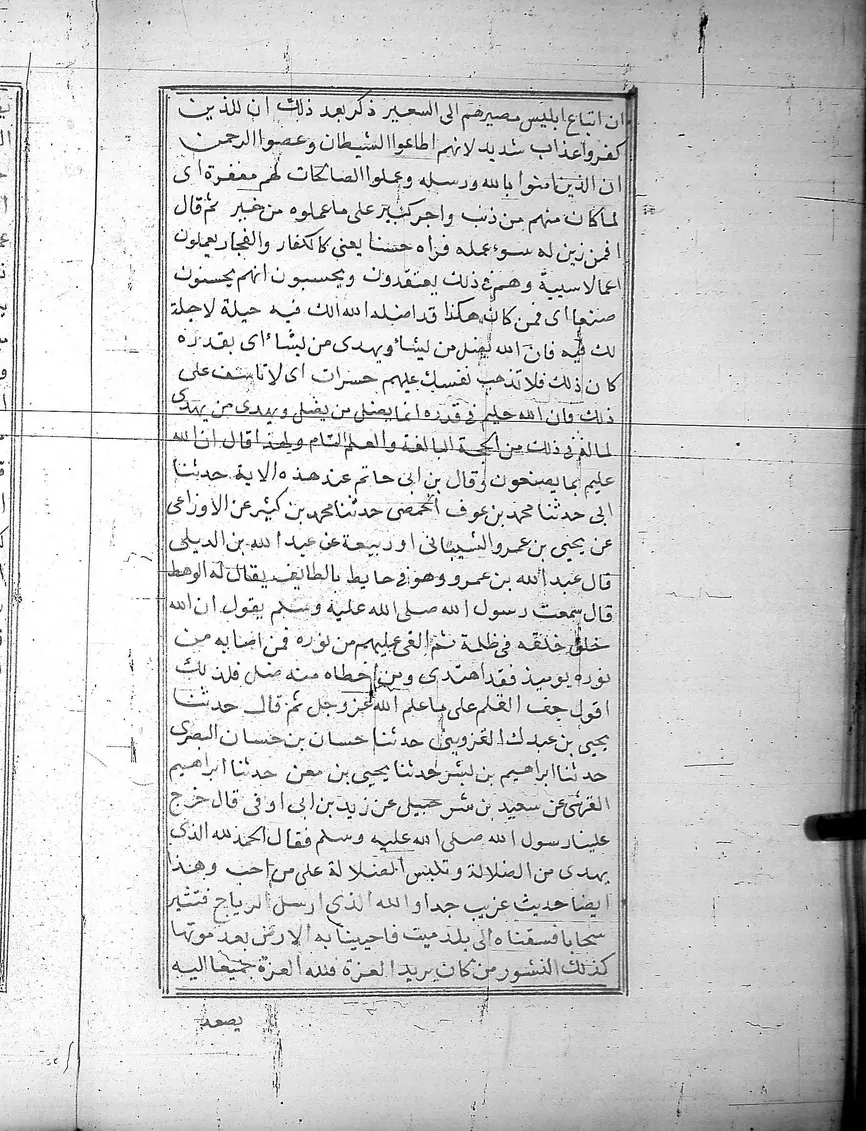 ان اتباع ابليس مصيرهم الى السعير ذكر بعد ذلك ان للذين
كفروا عذاب شديد لانهم اطاعوا الشيطان وعصوا الرحمن
ان الذين امنوا بالله ورسله وعملوا الصالحات لهم مغفرة اى
لما كان منهم من ذنب واجر كبير على ما عملوه من خير ثم قال
افمن زين له سوء عمله فراه حسنا يعنى كالكفار والفجار يعملون
اعمالا سيية وهم فى ذلك يعتقدون ويحسبون انهم يحسنون
صنعا اى فمن كان هكذا قد اضله الله الك فيه حيلة لاجلة
لك فيه فان الله يضل من يشا ويهدى من يشاء اى بقدره
كان ذلك فلا تذهب نفسك عليهم حسرات اى لا تاسف على
ذلك وان الله حليم فى قدره انما يضل من يضل ويهدى من يهدى
لما له فى ذلك من الحجة البالغة والعلم التام ولهذا قال ان الله
عليم بما يصنعون وقال بن ابى حاتم عند هذه الاية حدثنا
ابى حدثنا محمد بن عوف الحمصى حدثنا محمد بن كثير عن الاوزاعى
عن يحيى بن عمرو الشيبانى او ربيعة عن عبد الله بن الديلى
قال عبد الله بن عمرو وهو فى حايط بالطايف يقال له الوهط
قال سمعت رسول الله صلى الله عليه وسلم يقول ان الله
خلق خلقه فى ظلمة ثم القى عليهم من نوره فمن اصابه من
نوره يوميذ فقد اهتدى ومن اخطاه منه ضل فلذلك
اقول جف القلم على ما علم الله عز وجل ثم قال حدثنا
يحيى بن عبدك القزوينى حدثنا حسان بن حسان البصرى
حدثنا ابراهيم بن بشر حدثنا يحيى بن معن حدثنا ابراهيم
القرشى عن سعيد بن شرحبيل عن زيد بن ابى اوفى قال خرج
علينا رسول الله صلى الله عليه وسلم فقال الحمد لله الذى
يهدى من الضلالة وتلبس الضلالة على من احب وهذا
ايضا حديث غريب جدا والله الذى ارسل الرياح فتثير
سحابا فسقناه الى بلد ميت فاحيينا به الارض بعد موتها
كذلك النشور من كان يريد العزة فلله العزة جميعا اليه
يصعد